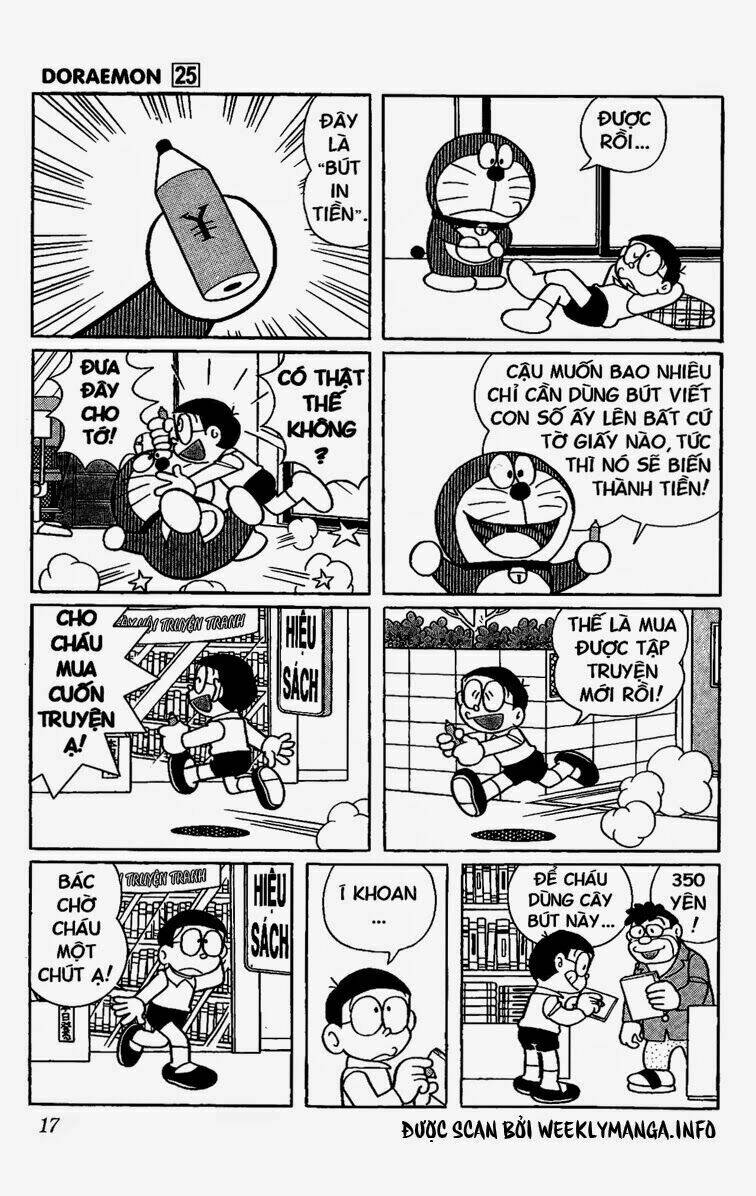 DORAEMON 25
ĐƯỢC
RỒI...
ĐÂY
LÀ
"BÚT
IN
TIỀN".
¥
CẬU MUỐN BAO NHIÊU
CHỈ CẦN DÙNG BÚT VIẾT
CON SỐ ẤY LÊN BẤT CỨ
TỜ GIẤY NÀO, TỨC
THÌ NÓ SẼ BIẾN
THÀNH TIỀN!
CÓ THẬT
THẾ
KHÔNG
?
ĐƯA
ĐÂY
CHO
TỚ!
THẾ LÀ MUA
ĐƯỢC TẬP
TRUYỆN
MỚI RỒI!
HIỆU
SÁCH
TRUYỆN TRANH
CHO
CHÁU
MUA
CUỐN
TRUYỆN
Ạ!
350
YÊN
!
ĐỂ CHÁU
DÙNG CÂY
BÚT NÀY...
Í KHOAN
...
HIỆU
SÁCH
TRUYỆN TRANH
BÁC
CHỜ
CHÁU
MỘT
CHÚT Ạ!
17
ĐƯỢC SCAN BỞI WEEKLYMANGA.INFO